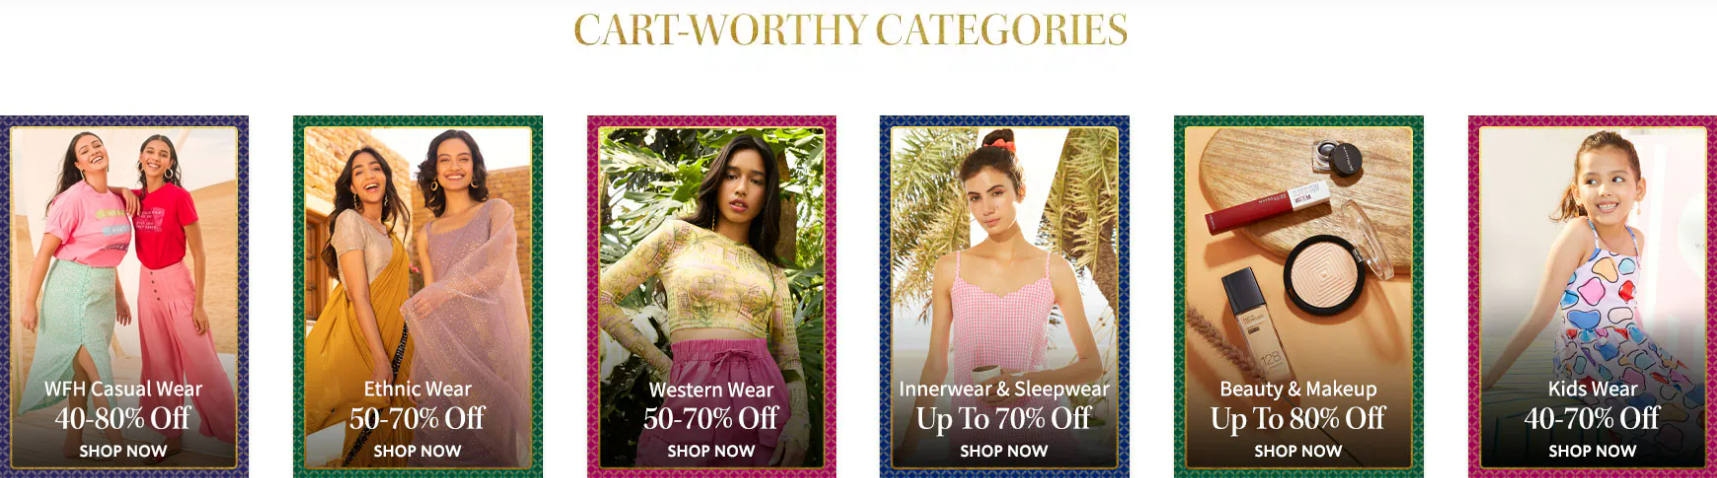 CART-WORTHY CATEGORIES
WFH Casual Wear
40-80% Off
SHOP NOW
Ethnic Wear
50-70% Off
SHOP NOW
Western Wear
50-70% Off
SHOP NOW
Innerwear & Sleepwear
Up To 70% Off
SHOP NOW
128
Beauty & Makeup
Up To 80% Off
SHOP NOW
Kids Wear
40-70% Off
SHOP NOW